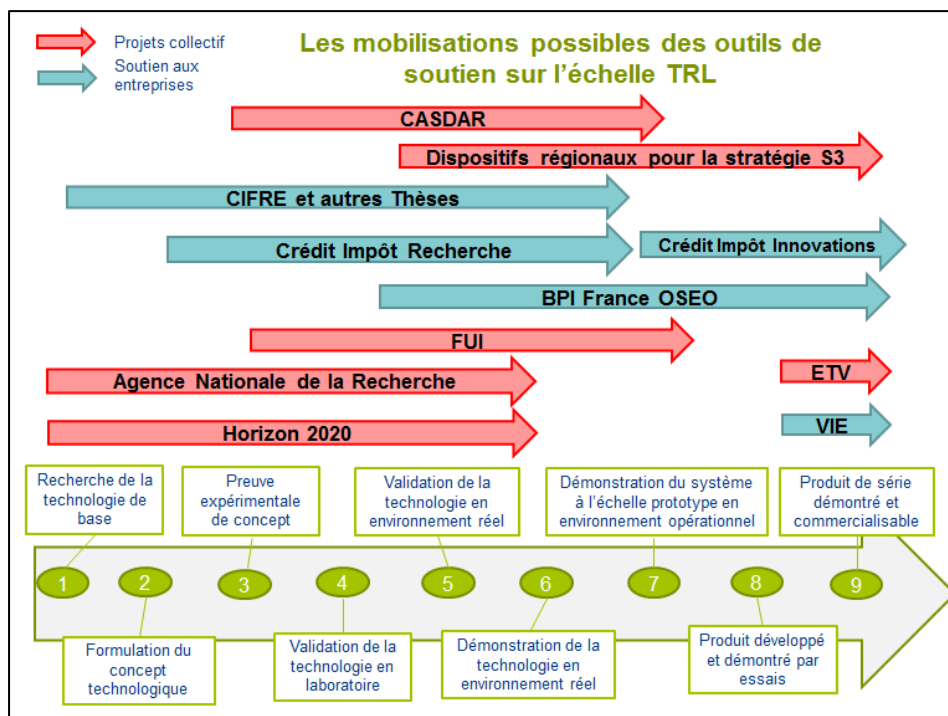 Projets collectif
Soutien aux
entreprises
Les mobilisations possibles des outils de
soutien sur l'échelle TRL
CASDAR
Dispositifs régionaux pour la stratégie S3
CIFRE et autres Thèses
Crédit Impôt Recherche
Crédit Impôt Innovations
BPI France OSEO
FUI
Agence Nationale de la Recherche
ETV
Horizon 2020
VIE
Recherche de la
technologie de
base
Preuve
expérimentale
de concept
Validation de la
technologie en
environnement réel
Démonstration du système
à l'échelle prototype en
environnement opérationnel
Produit de série
démontré et
commercialisable
1
2
3
4
5
6
7
8
9
Formulation du
concept
technologique
Validation de la
technologie en
laboratoire
Démonstration de la
technologie en
environnement réel
Produit développé
et démontré par
essais